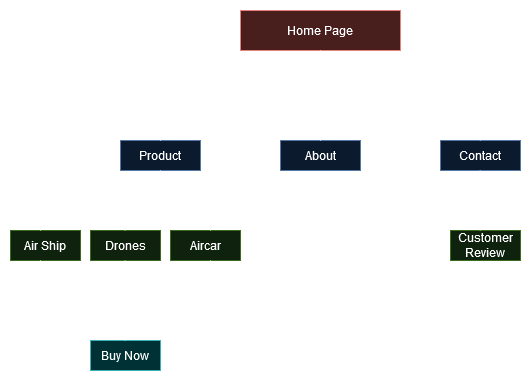 Home Page
Product
About
Contact
Air Ship
Drones
Aircar
Customer
Review
Buy Now